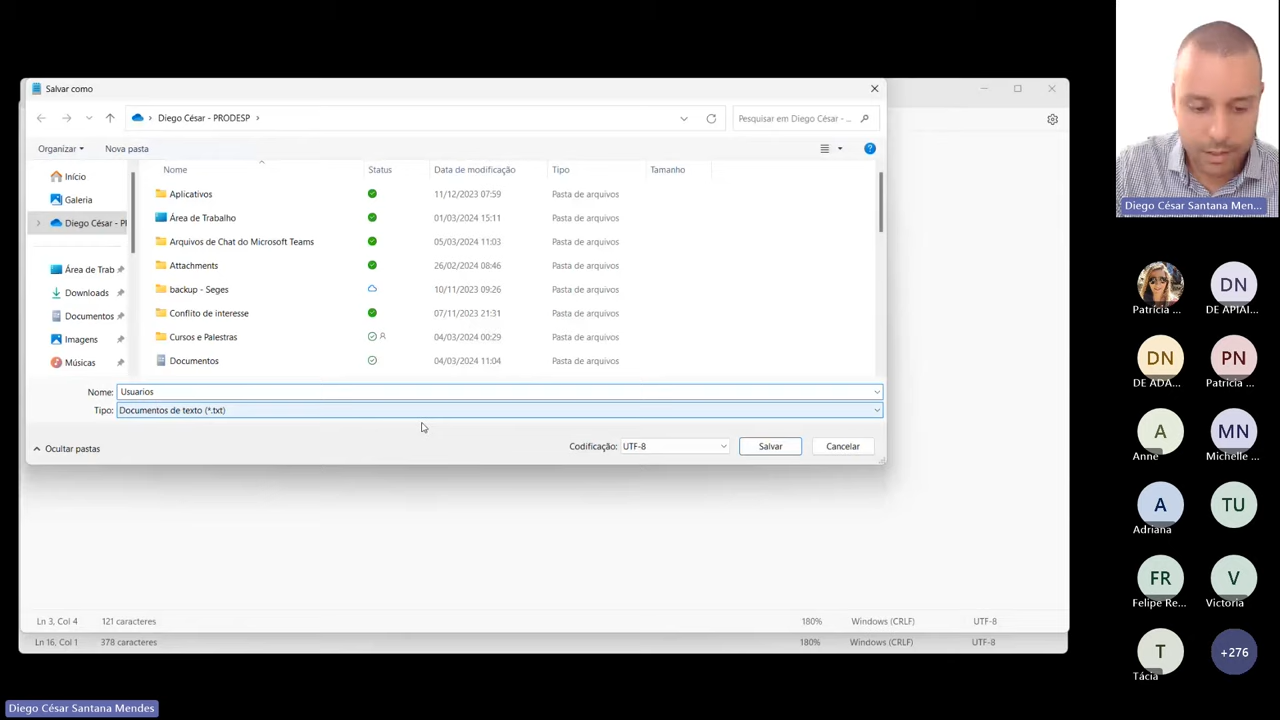 Salvar como
Diego César - PRODESP
Pesquisar em Diego César - ...
Organizar
Nova pasta
Início
Galeria
Diego César - PI
Área de Trab
Downloads
Documentos
Imagens
Músicas
Nome Status Data de modificação Tipo Tamanho
Aplicativos 11/12/2023 07:59 Pasta de arquivos
Área de Trabalho 01/03/2024 15:11 Pasta de arquivos
Arquivos de Chat do Microsoft Teams 05/03/2024 11:03 Pasta de arquivos
Attachments 26/02/2024 08:46 Pasta de arquivos
backup - Seges 10/11/2023 09:26 Pasta de arquivos
Conflito de interesse 07/11/2023 21:31 Pasta de arquivos
Cursos e Palestras 04/03/2024 00:29 Pasta de arquivos
Documentos 04/03/2024 11:04 Pasta de arquivos
Nome: Usuarios
Tipo: Documentos de texto (*.txt)
Ocultar pastas
Codificação: UTF-8
Salvar
Cancelar
Ln 3, Col 4 121 caracteres 180% Windows (CRLF) UTF-8
Ln 16, Col 1 378 caracteres 180% Windows (CRLF) UTF-8
Diego César Santana Mendes
Diego César Santana Men...
Patrícia ...
DN
DE APIAI...
DN
DE ADA...
PN
Patricia ...
A
Anne
MN
Michelle ...
A
Adriana
TU
FR
Felipe Re...
V
Victoria
T
Tácia
+276